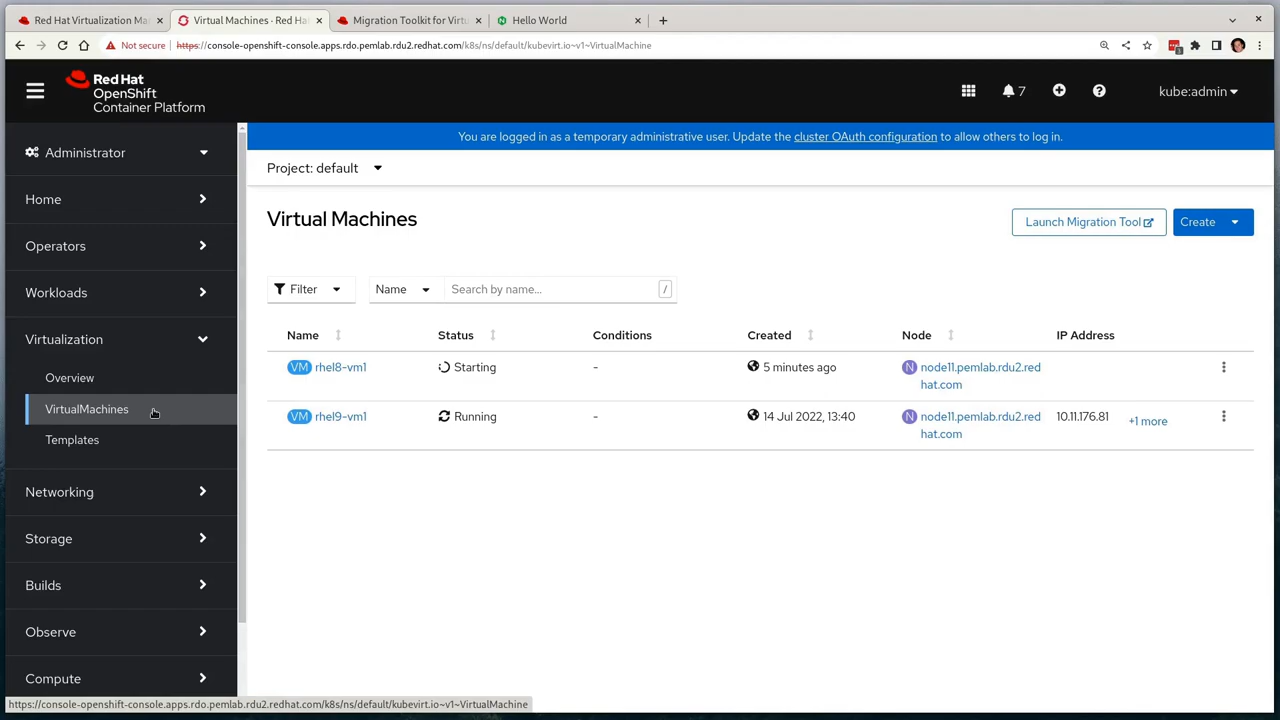 Red Hat Virtualization Ma
Virtual Machines · Red Ha
Migration Toolkit for Virtu
Hello World
Not secure
https://console-openshift-console.apps.rdo.pemlab.rdu2.redhat.com/k8s/ns/default/kubevirt.io~v1~VirtualMachine
Red Hat
OpenShift
Container Platform
7
kube:admin
You are logged in as a temporary administrative user. Update the cluster OAuth configuration to allow others to log in.
Administrator
Home
Operators
Workloads
Virtualization
Overview
VirtualMachines
Templates
Networking
Storage
Builds
Observe
Compute
Project: default
Virtual Machines
Launch Migration Tool
Create
Filter
Name
Search by name...
/
Name Status Conditions Created Node IP Address
VM rhel8-vm1 Starting - 5 minutes ago N node11.pemlab.rdu2.red
hat.com
VM rhel9-vm1 Running - 14 Jul 2022, 13:40 N node11.pemlab.rdu2.red 10.11.176.81 +1 more
hat.com
https://console-openshift-console.apps.rdo.pemlab.rdu2.redhat.com/k8s/ns/default/kubevirt.io~v1~VirtualMachine